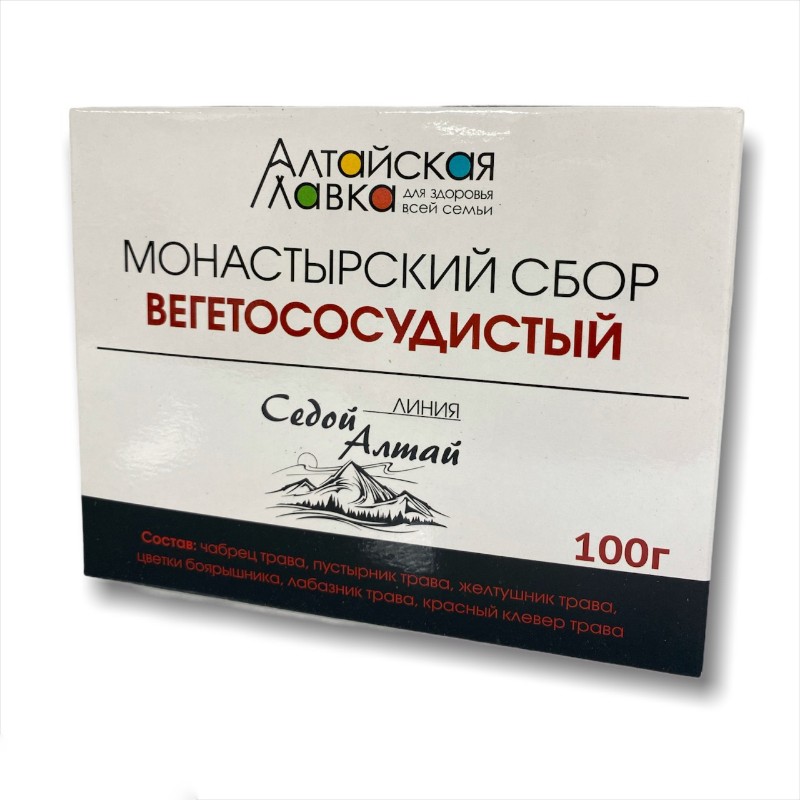 Алтайская
Лавка для здоровья
всей семьи
МОНАСТЫРСКИЙ СБОР
ВЕГЕТОСОСУДИСТЫЙ
ЛИНИЯ
Седой
Алтай
100г
Состав: чабрец трава, пустырник трава, желтушник трава,
цветки боярышника, лабазник трава, красный клевер трава